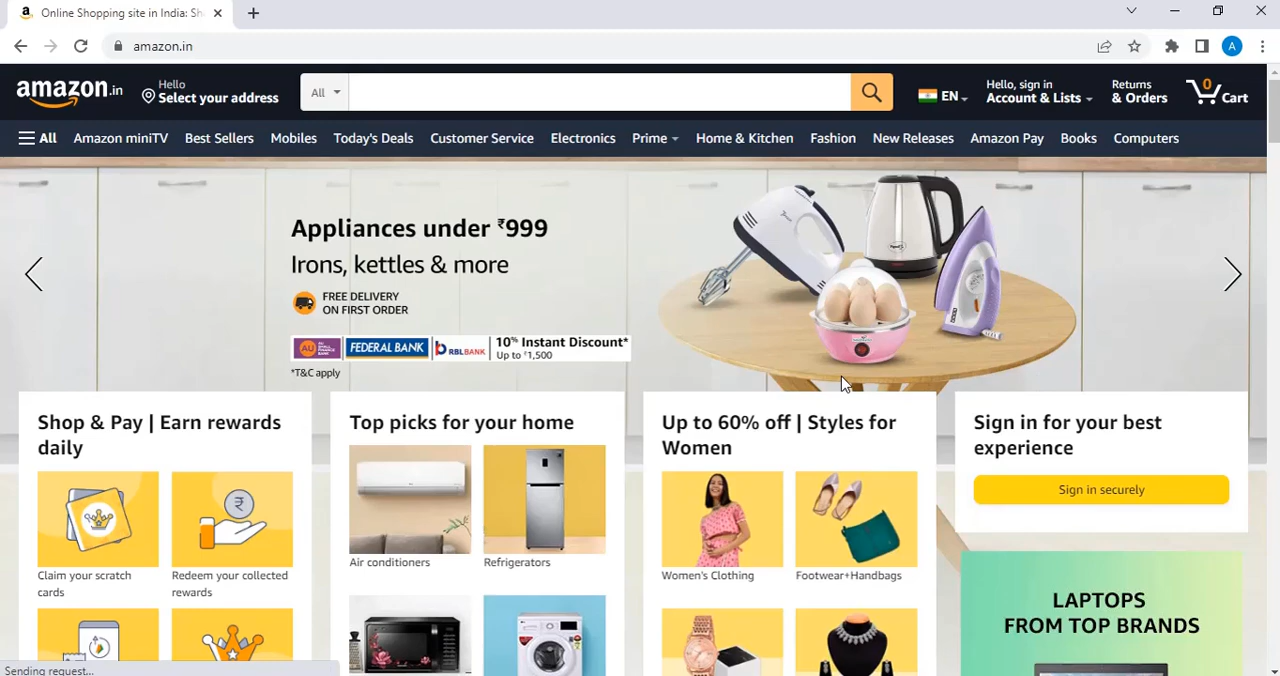 Online Shopping site in India: Sh
amazon.in
A
amazon.in
Hello
Select your address
All
EN
Hello, sign in
Account & Lists
Returns
& Orders
0
Cart
All
Amazon miniTV
Best Sellers
Mobiles
Today's Deals
Customer Service
Electronics
Prime
Home & Kitchen
Fashion
New Releases
Amazon Pay
Books
Computers
Appliances under ₹999
Irons, kettles & more
FREE DELIVERY
ON FIRST ORDER
AU
FEDERAL BANK
RBLBANK
10% Instant Discount*
Up to ₹1,500
*T&C apply
Shop & Pay | Earn rewards
daily
Claim your scratch
cards
Redeem your collected
rewards
Top picks for your home
Air conditioners
Refrigerators
Up to 60% off | Styles for
Women
Women's Clothing
Footwear+Handbags
Sign in for your best
experience
Sign in securely
LAPTOPS
FROM TOP BRANDS
Sending request...